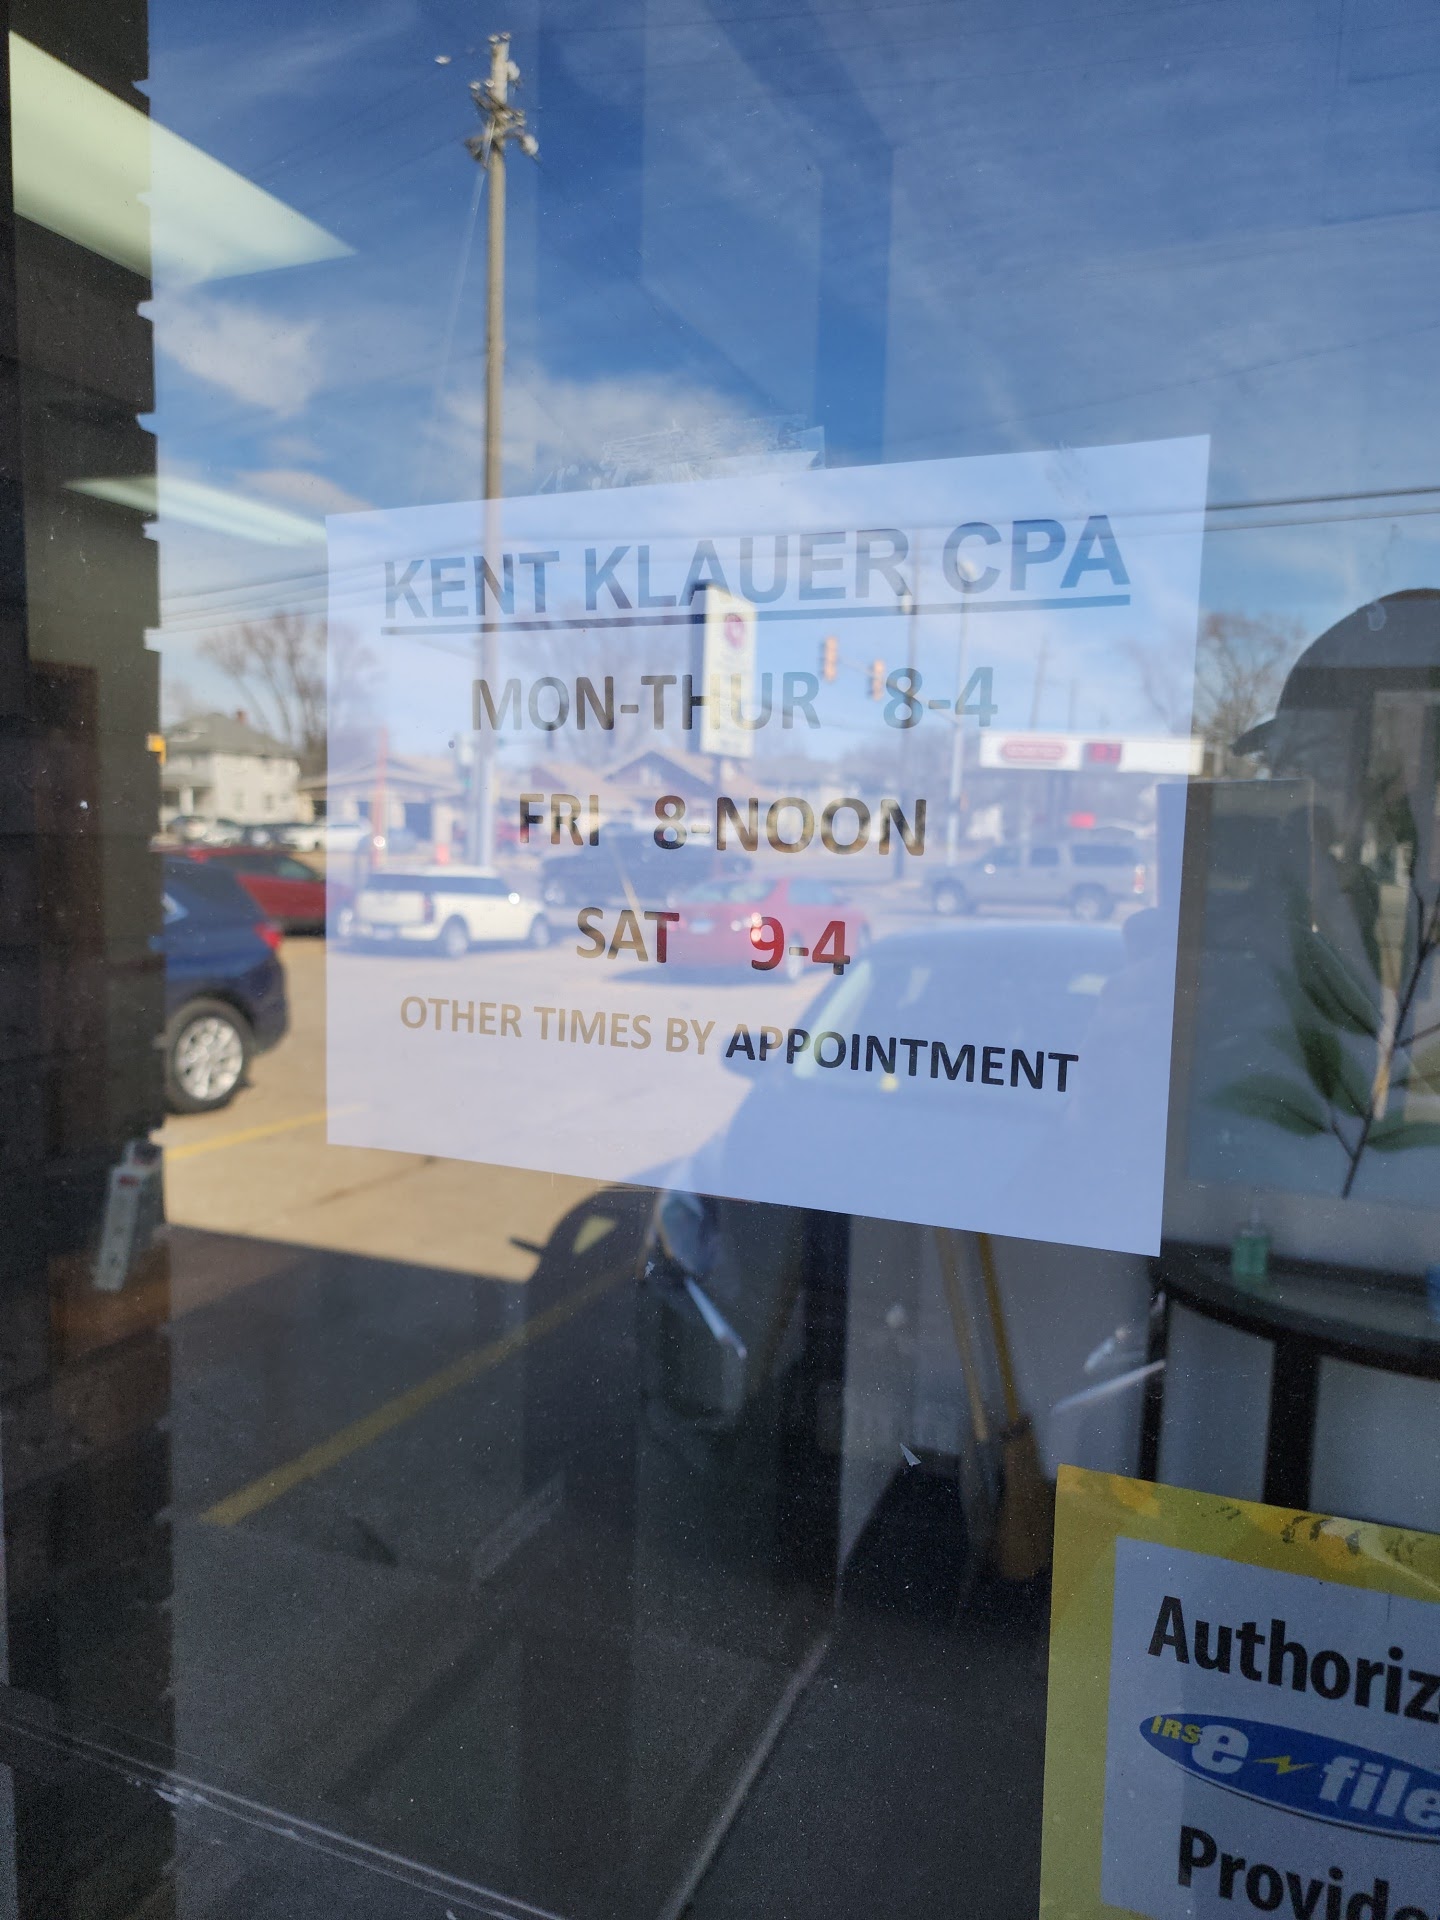 KENT KLAUER CPA
MON-THUR 8-4
FRI 8-NOON
SAT 9-4
OTHER TIMES BY APPOINTMENT
Authoriz
IRS e file
Provide